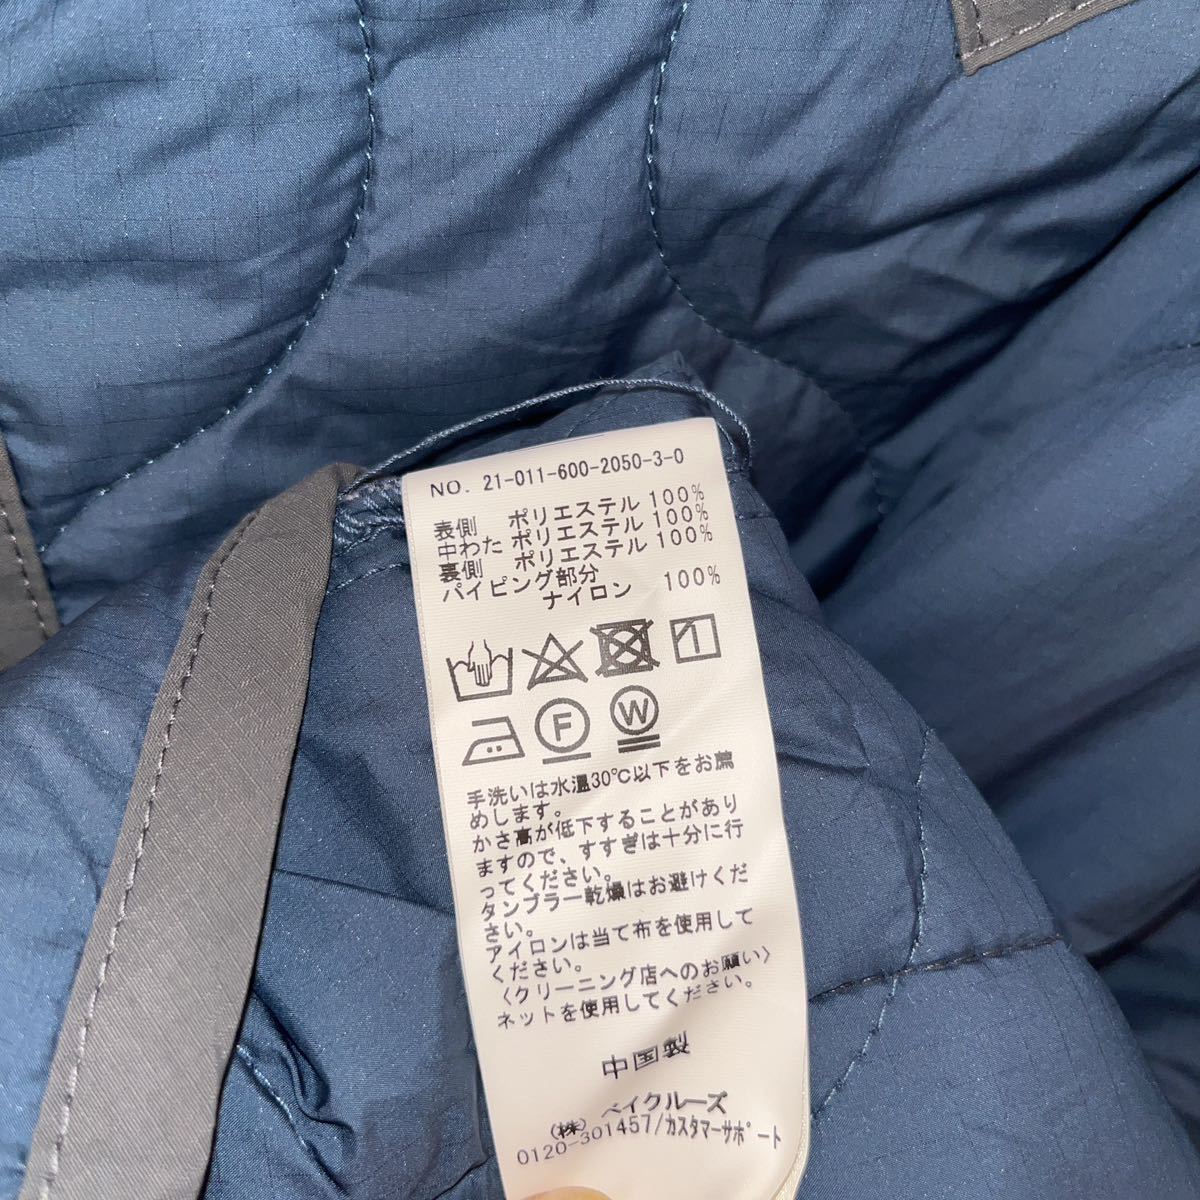 NO. 21-011-600-2050-3-0
表側 ポリエステル 100%
中わた ポリエステル 100%
裏側 ポリエステル 100%
パイピング部分
ナイロン 100%
F W
手洗いは水温30℃以下をお薦
めします。
かさ高が低下することがあり
ますので、すすぎは十分に行
ってください。
タンブラー乾燥はお避けくだ
さい。
アイロンは当て布を使用して
ください。
〈クリーニング店へのお願い〉
ネットを使用してください。
中国製
(株) ベイクルーズ
0120-301457/カスタマーサポート